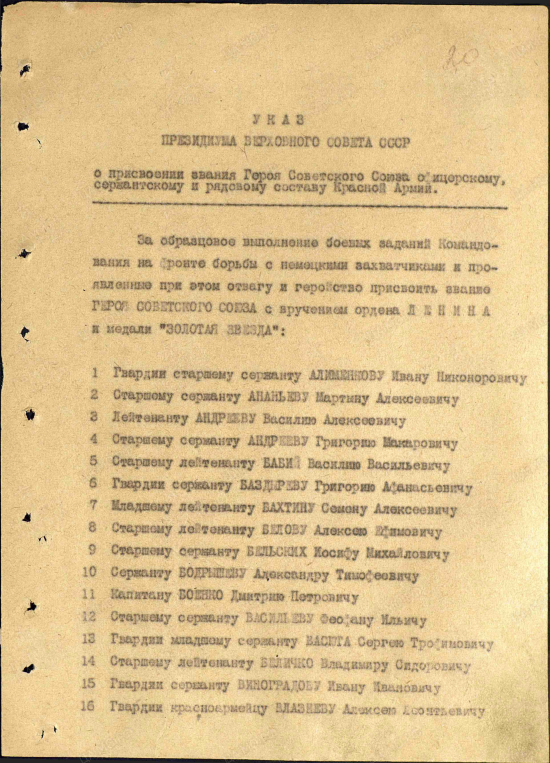 20
У К А З
ПРЕЗИДИУМА ВЕРХОВНОГО СОВЕТА СССР
о присвоении звания Героя Советского Союза офицерскому,
сержантскому и рядовому составу Красной Армии.
За образцовое выполнение боевых заданий Командо-
вания на фронте борьбы с немецкими захватчиками и про-
явленные при этом отвагу и геройство присвоить звание
ГЕРОЯ СОВЕТСКОГО СОЮЗА с вручением ордена Л Е Н И Н А
и медали "ЗОЛОТАЯ ЗВЕЗДА":
1 Гвардии старшему сержанту АЛИМЕНКОВУ Ивану Никоноровичу
2 Старшему сержанту АНАНЬЕВУ Мартыну Алексеевичу
3 Лейтенанту АНДРЕЕВУ Василию Алексеевичу
4 Старшему сержанту АНДРЕЕВУ Григорию Макаровичу
5 Старшему лейтенанту БАБИЙ Василию Васильевичу
6 Гвардии сержанту БАЗДЫРЕВУ Григорию Афанасьевичу
7 Младшему лейтенанту БАХТИНУ Семену Алексеевичу
8 Старшему лейтенанту БЕЛОВУ Алексею Ефимовичу
9 Старшему сержанту БЕЛЬСКИХ Иосифу Михайловичу
10 Сержанту БОДРЫШЕВУ Александру Тимофеевичу
11 Капитану БОЕНКО Дмитрию Петровичу
12 Старшему сержанту ВАСИЛЬЕВУ Феофану Ильичу
13 Гвардии младшему сержанту ВАСЮТА Сергею Трофимовичу
14 Старшему лейтенанту ВЕЛИЧКО Владимиру Сидоровичу
15 Гвардии сержанту ВИНОГРАДОВУ Ивану Ивановичу
16 Гвардии красноармейцу ВЛАЗНЕВУ Алексею Леонтьевичу